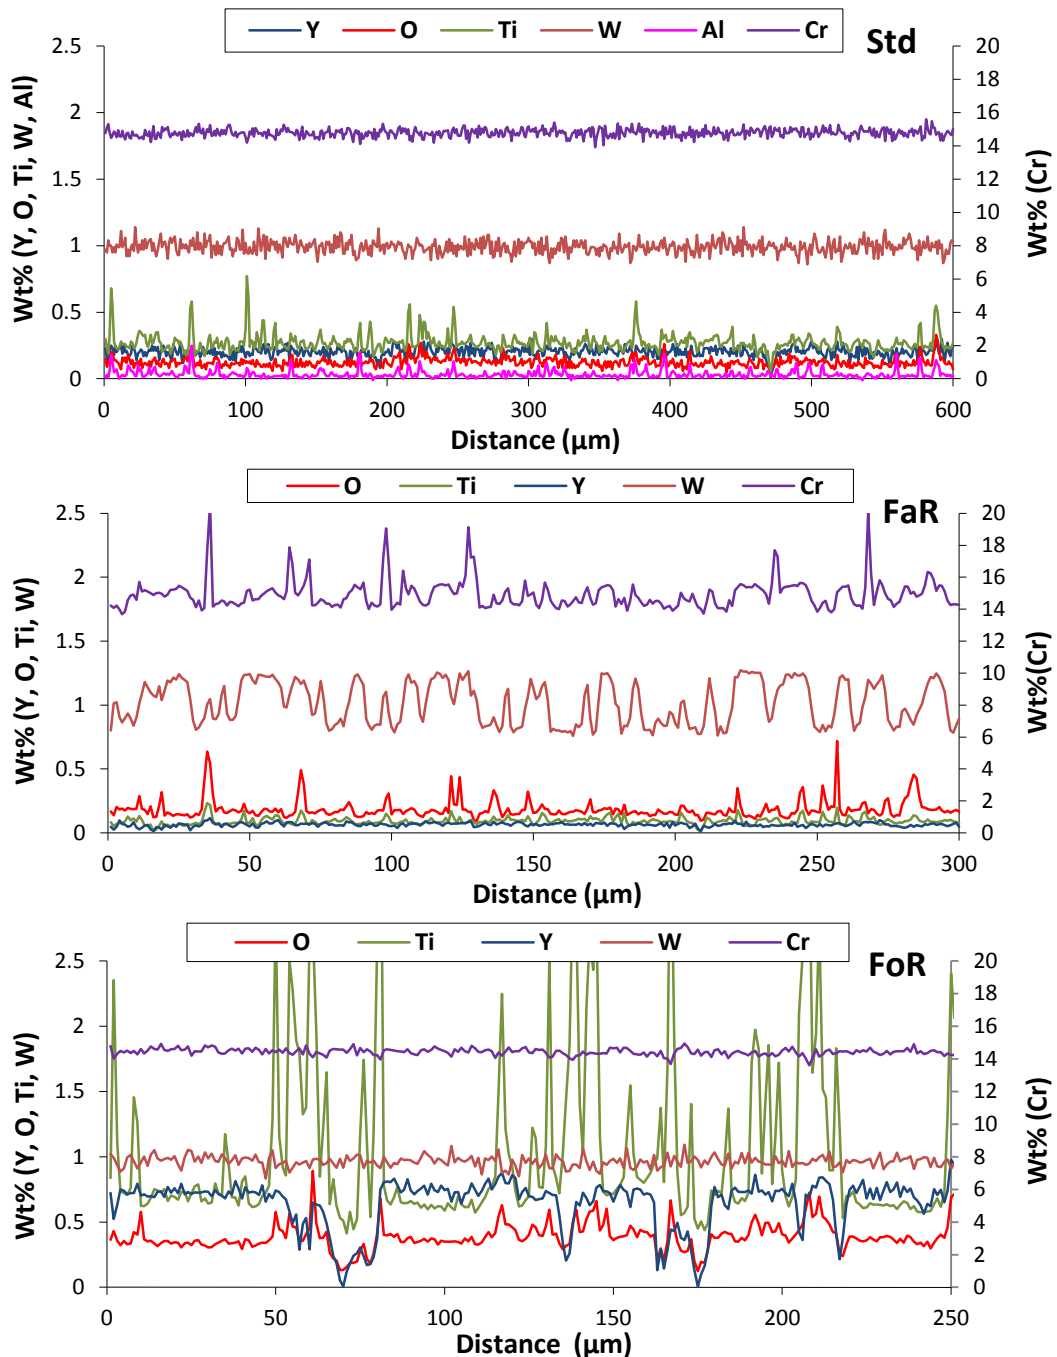 Y O Ti W Al Cr
Std
Wt% (Y, O, Ti, W, Al)
2.5
2
1.5
1
0.5
0
20
18
16
14
12
10
8
6
4
2
0
Wt% (Cr)
0 100 200 300 400 500 600
Distance (µm)
O Ti Y W Cr
FaR
Wt% (Y, O, Ti, W)
2.5
2
1.5
1
0.5
0
20
18
16
14
12
10
8
6
4
2
0
Wt%(Cr)
0 50 100 150 200 250 300
Distance (µm)
O Ti Y W Cr
FoR
Wt% (Y, O, Ti, W)
2.5
2
1.5
1
0.5
0
20
18
16
14
12
10
8
6
4
2
0
Wt% (Cr)
0 50 100 150 200 250
Distance (µm)